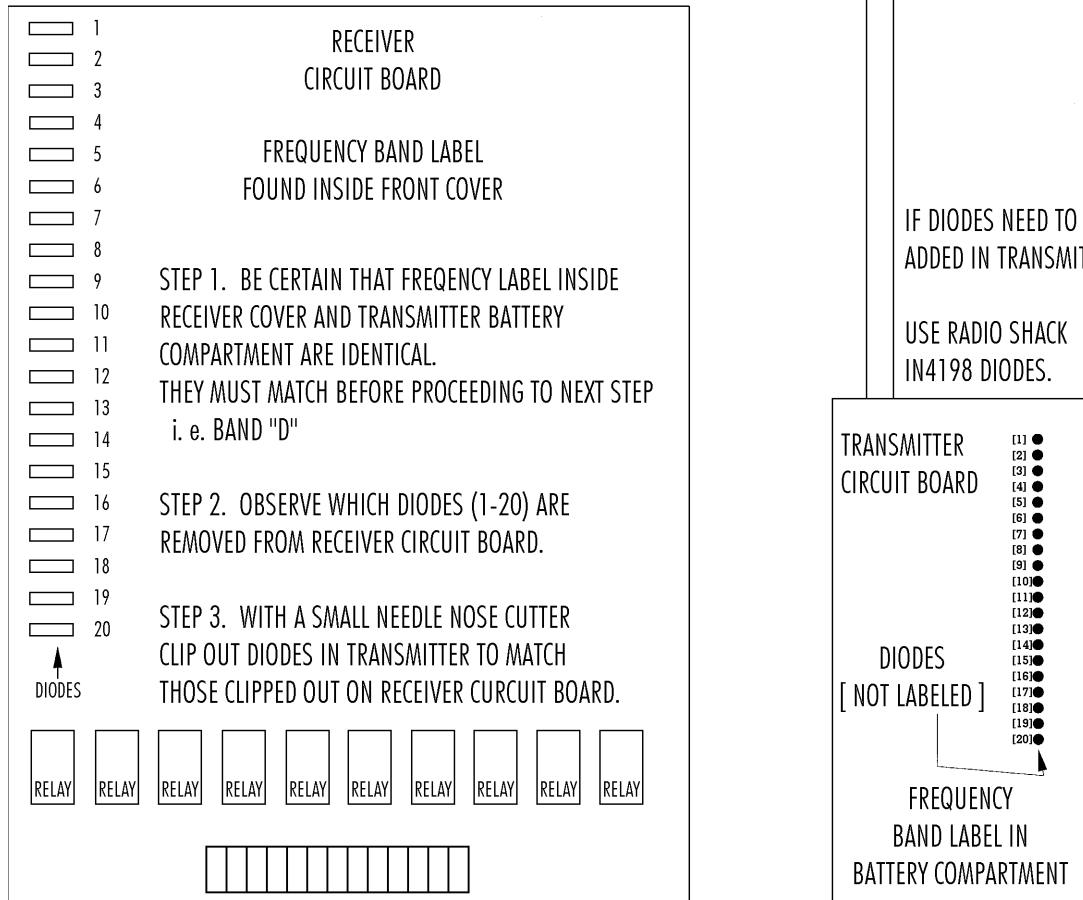 1
2
3
4
5
6
7
8
9
10
11
12
13
14
15
16
17
18
19
20
DIODES
RECEIVER
CIRCUIT BOARD
FREQUENCY BAND LABEL
FOUND INSIDE FRONT COVER
STEP 1. BE CERTAIN THAT FREQENCY LABEL INSIDE
RECEIVER COVER AND TRANSMITTER BATTERY
COMPARTMENT ARE IDENTICAL.
THEY MUST MATCH BEFORE PROCEEDING TO NEXT STEP
i. e. BAND "D"
STEP 2. OBSERVE WHICH DIODES (1-20) ARE
REMOVED FROM RECEIVER CIRCUIT BOARD.
STEP 3. WITH A SMALL NEEDLE NOSE CUTTER
CLIP OUT DIODES IN TRANSMITTER TO MATCH
THOSE CLIPPED OUT ON RECEIVER CURCUIT BOARD.
RELAY RELAY RELAY RELAY RELAY RELAY RELAY RELAY RELAY RELAY
IF DIODES NEED TO
ADDED IN TRANSMIT
USE RADIO SHACK
IN4198 DIODES.
TRANSMITTER
CIRCUIT BOARD
[1]
[2]
[3]
[4]
[5]
[6]
[7]
[8]
[9]
[10]
[11]
[12]
[13]
[14]
[15]
[16]
[17]
[18]
[19]
[20]
DIODES
[ NOT LABELED ]
FREQUENCY
BAND LABEL IN
BATTERY COMPARTMENT